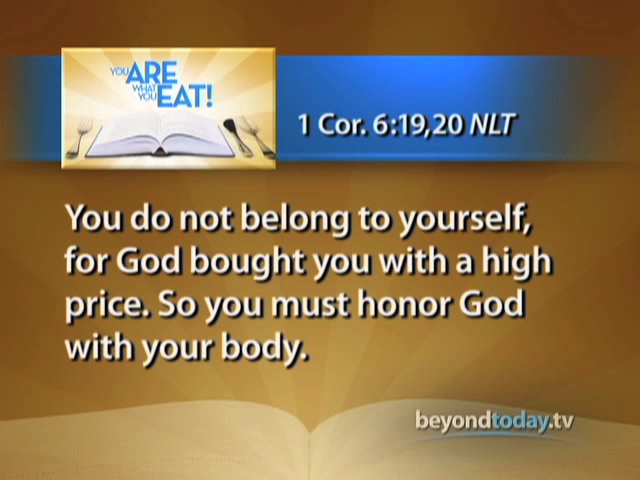 YOU ARE
WHAT
YOU EAT!
1 Cor. 6:19,20 NLT
You do not belong to yourself,
for God bought you with a high
price. So you must honor God
with your body.
beyondtoday.tv